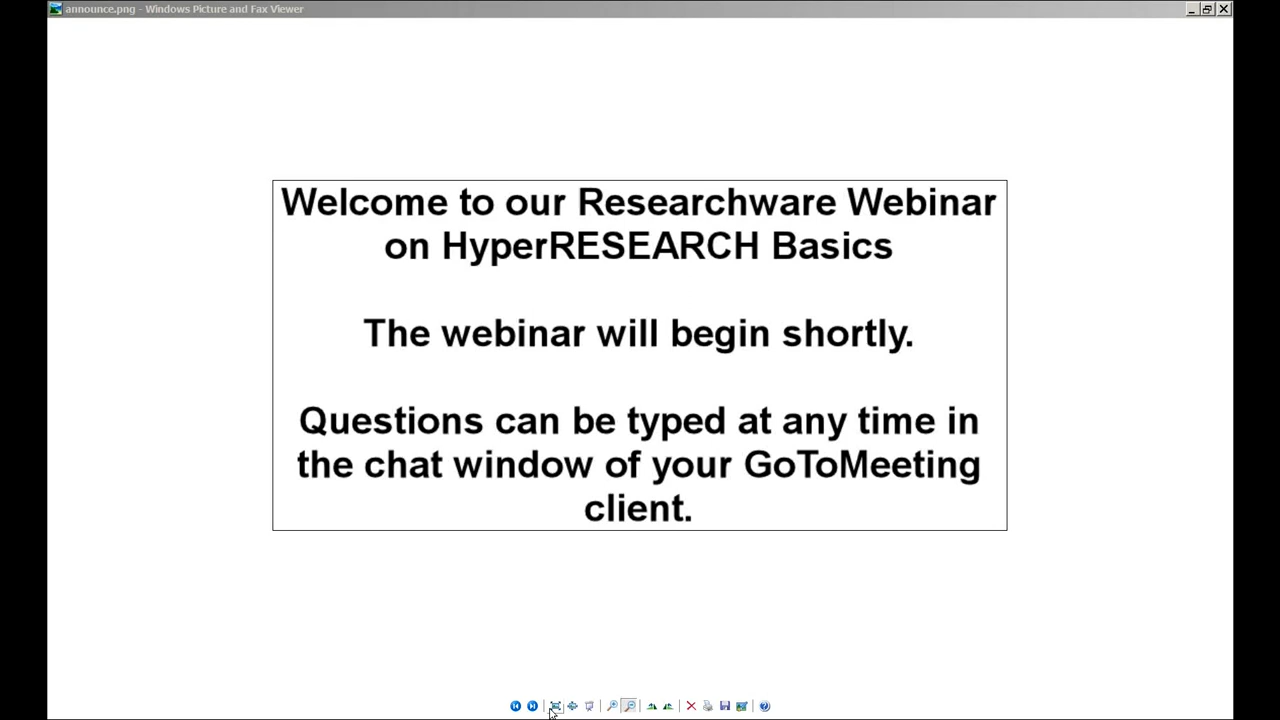 announce.png - Windows Picture and Fax Viewer
Welcome to our Researchware Webinar
on HyperRESEARCH Basics
The webinar will begin shortly.
Questions can be typed at any time in
the chat window of your GoToMeeting
client.